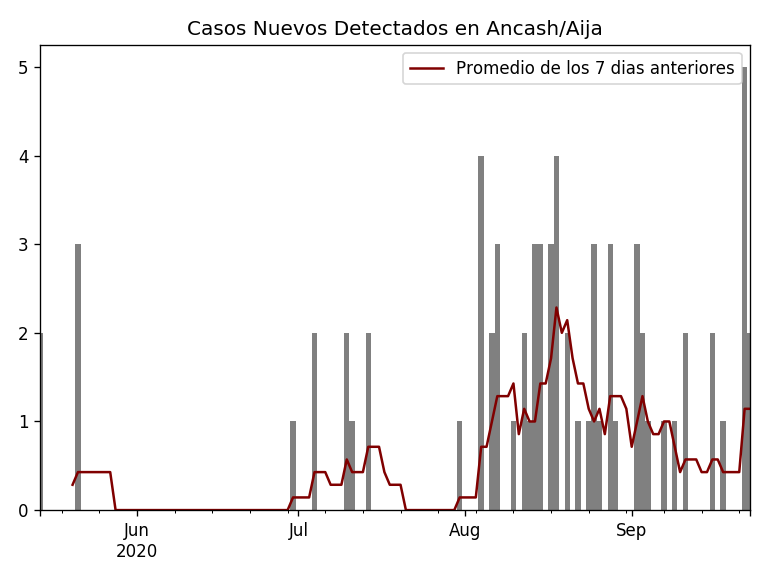 Casos Nuevos Detectados en Ancash/Aija
Promedio de los 7 dias anteriores
5
4
3
2
1
0
Jun Jul Aug Sep
2020